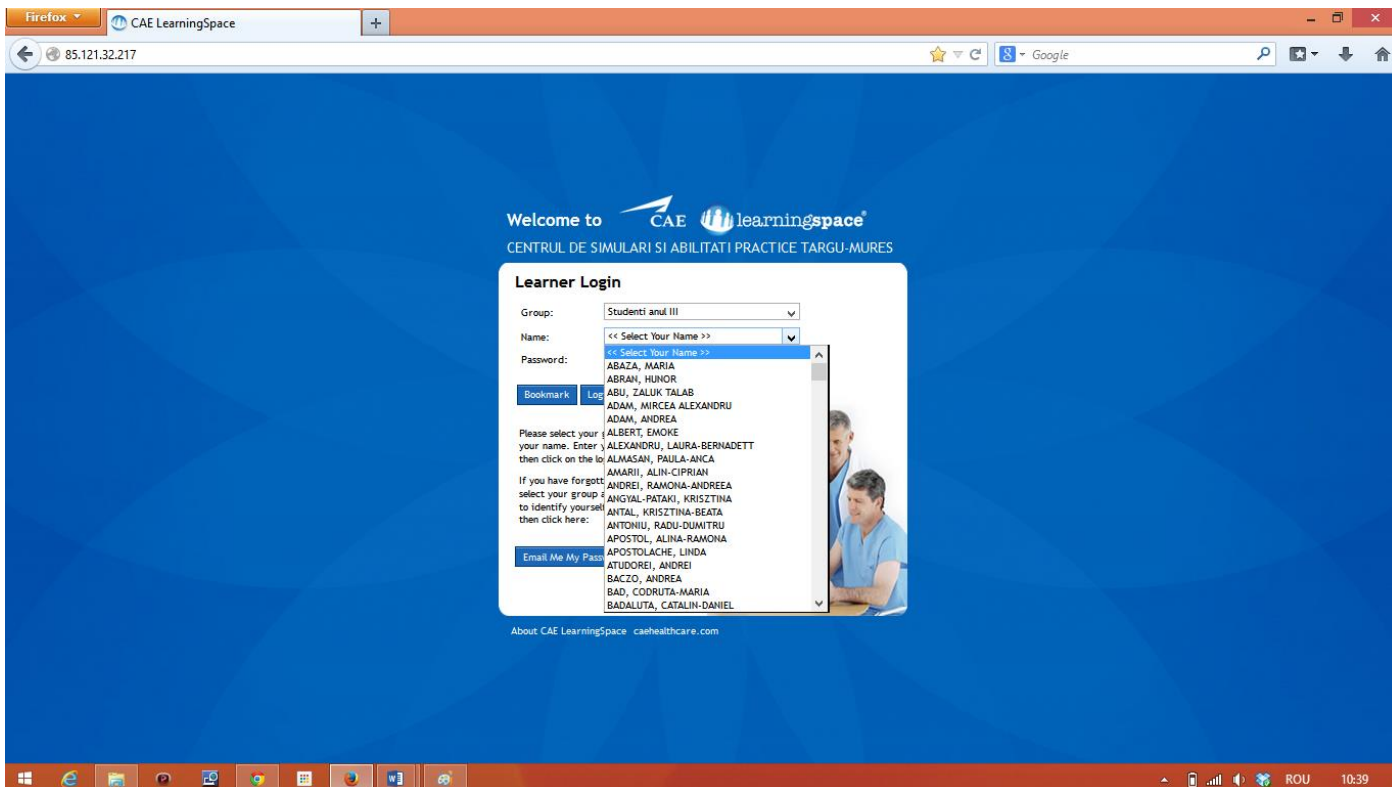 Firefox
CAE LearningSpace
85.121.32.217
Google
Welcome to CAE learningspace®
CENTRUL DE SIMULARI SI ABILITATI PRACTICE TARGU-MURES
Learner Login
Group: Studenti anul III
Name: << Select Your Name >>
Password:
<< Select Your Name >>
ABAZA, MARIA
ABRAN, HUNOR
ABU, ZALUK TALAB
ADAM, MIRCEA ALEXANDRU
ADAM, ANDREA
ALBERT, EMOKE
ALEXANDRU, LAURA-BERNADETT
ALMASAN, PAULA-ANCA
AMARII, ALIN-CIPRIAN
ANDREI, RAMONA-ANDREEA
ANGYAL-PATAKI, KRISZTINA
ANTAL, KRISZTINA-BEATA
ANTONIU, RADU-DUMITRU
APOSTOL, ALINA-RAMONA
APOSTOLACHE, LINDA
ATUDOREI, ANDREI
BACZO, ANDREA
BAD, CODRUTA-MARIA
BADALUTA, CATALIN-DANIEL
Bookmark Log
Please select your
your name. Enter
then click on the lo
If you have forgott
select your group
to identify yoursel
then click here:
Email Me My Pass
About CAE LearningSpace caehealthcare.com
ROU 10:39